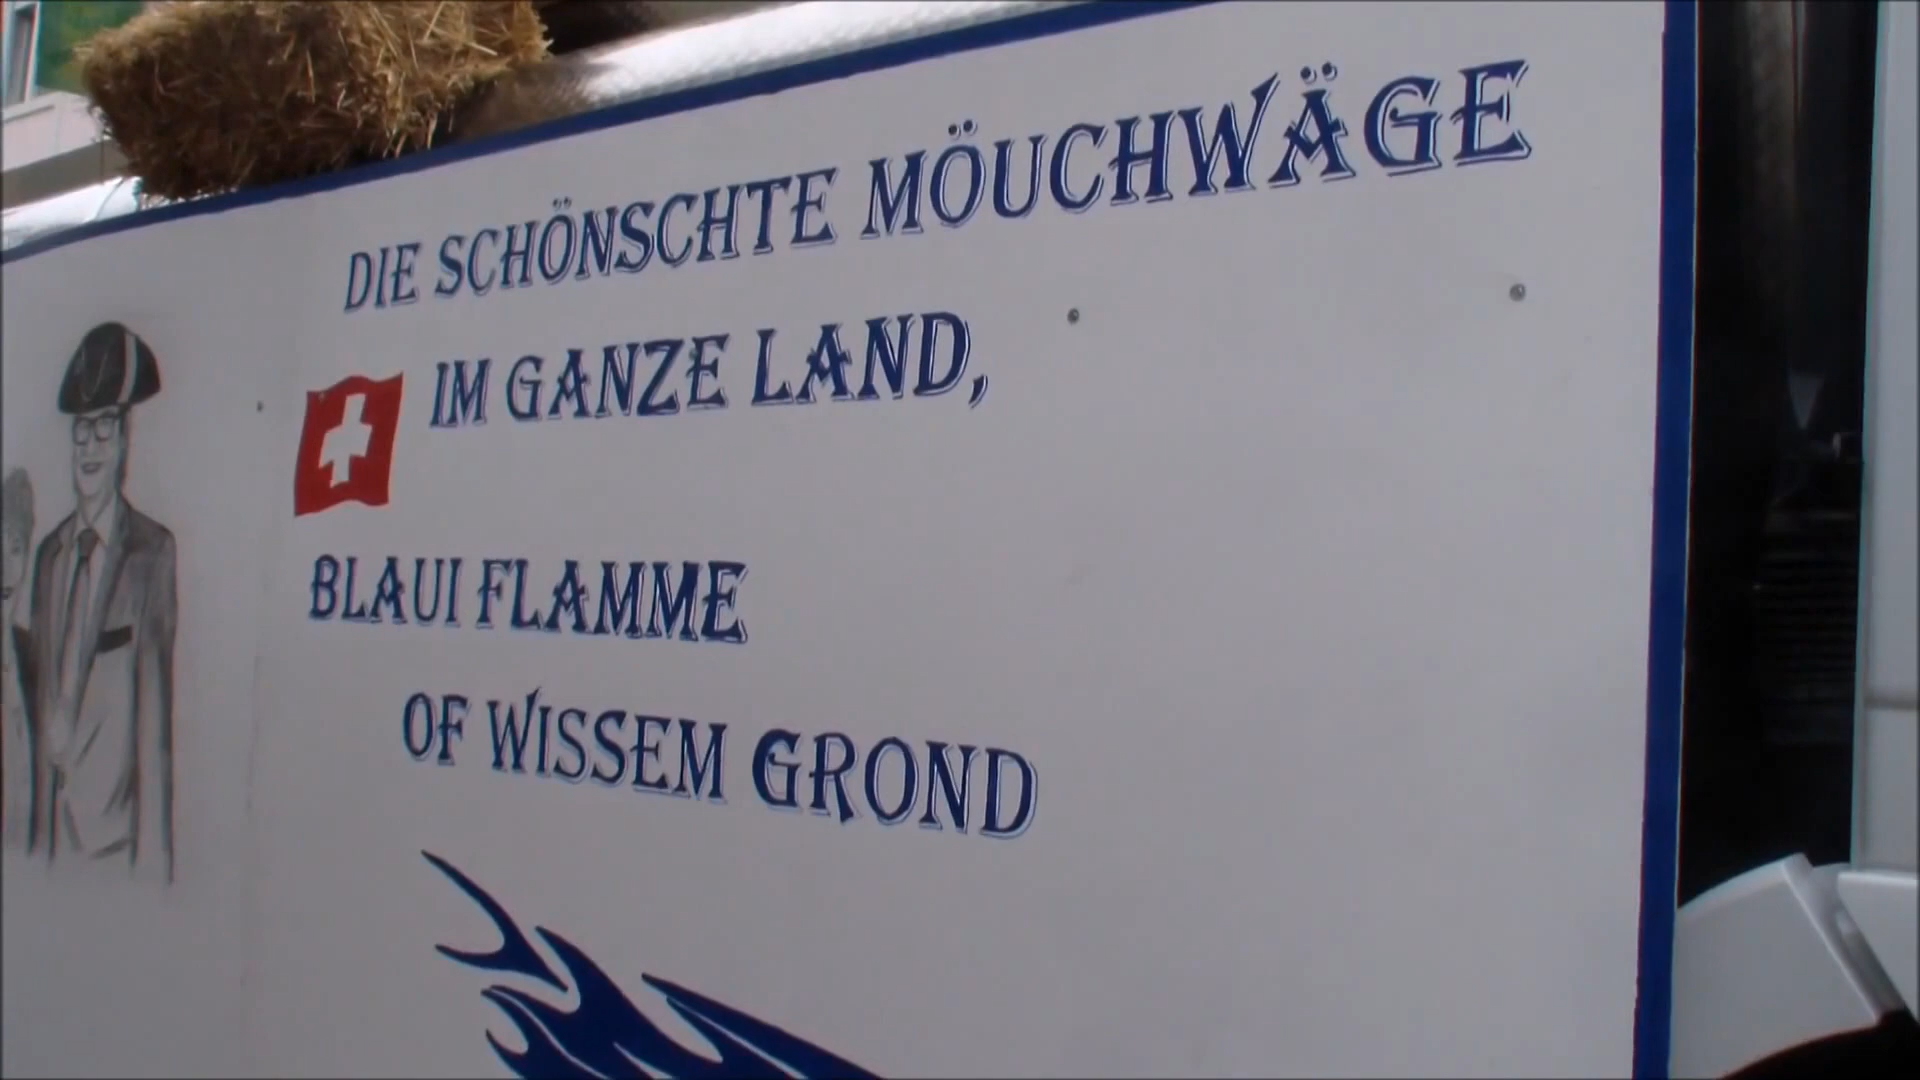 DIE SCHÖNSCHTE MÖUCHWÄGE
IM GANZE LAND,
BLAUI FLAMME
OF WISSEM GROND